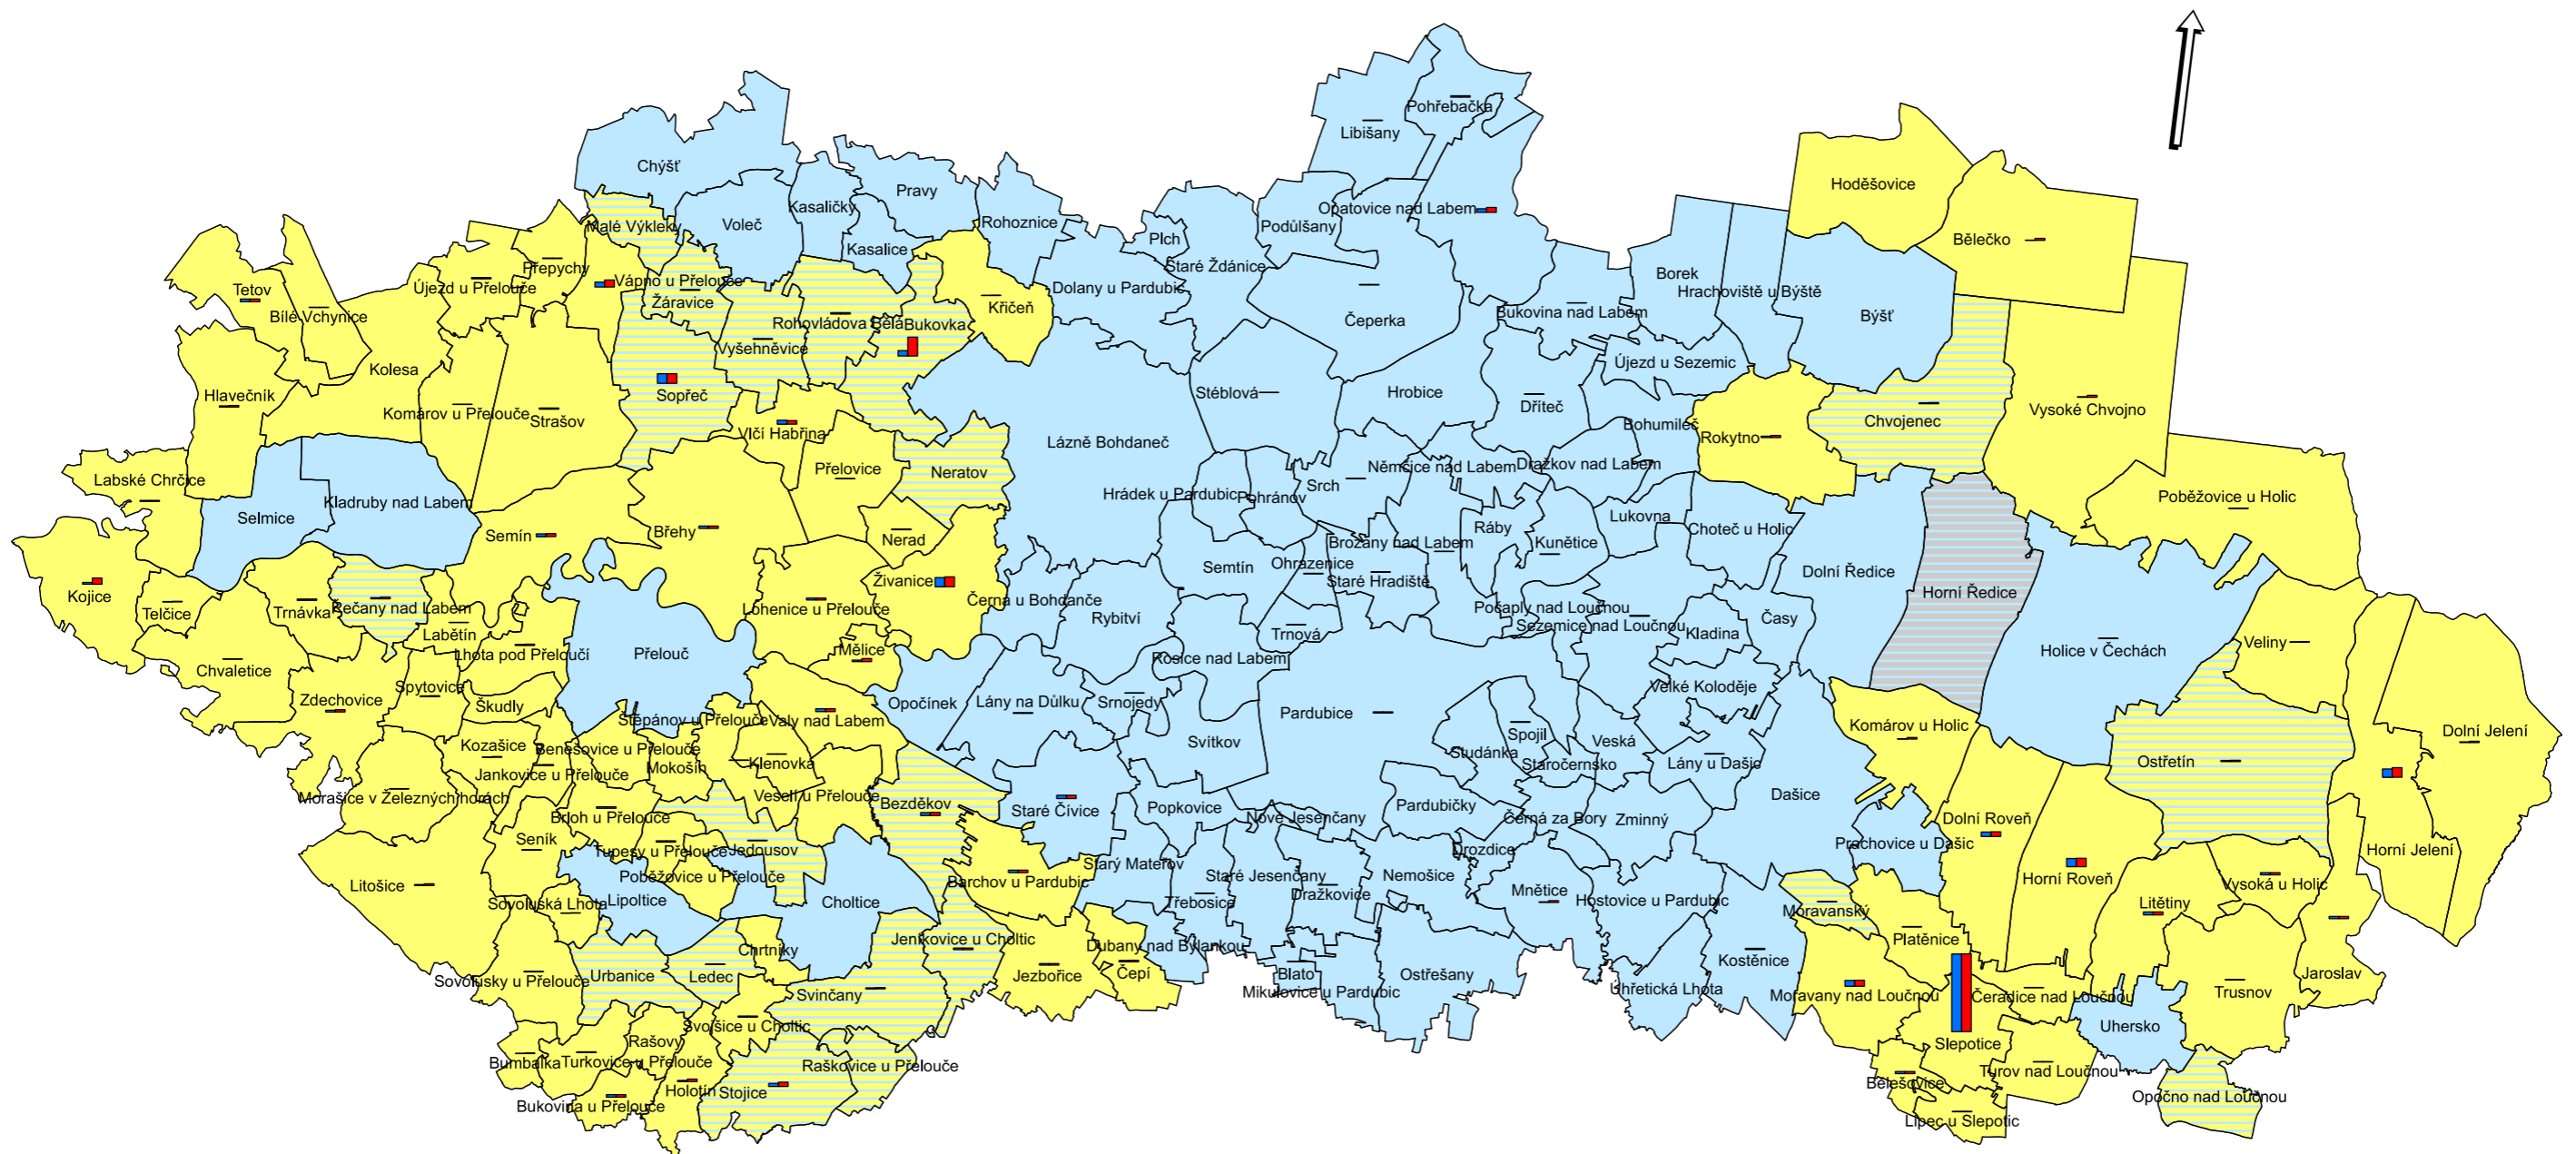 Pohřebačka
Libišany
Chýšť
Pravy
Hoděšovice
Kasaličky
Opatovice nad Labem
Rohoznice
Voleč
Malé Výkleky
Podůlšany
Plch
Bělečko
Kasalice
Přepychy
Staré Ždánice
Borek
Vápno u Přelouče
Újezd u Přelouče
Dolany u Pardubic
Tetov
Hrachoviště u Býště
Žáravice
Křičeň
Bukovina nad Labem
Býšť
Bílé Vchynice
Čeperka
Rohovládova Bělá
Bukovka
Vyšehněvice
Újezd u Sezemic
Kolesa
Hrobice
Stéblová
Hlavečník
Sopřeč
Dříteč
Vysoké Chvojno
Komárov u Přelouče
Strašov
Chvojenec
Bohumileč
Vlčí Habřina
Rokytno
Lázně Bohdaneč
Dražkov nad Labem
Němčice nad Labem
Přelovice
Neratov
Labské Chrčice
Srch
Hrádek u Pardubic
Pohránov
Poběžovice u Holic
Kladruby nad Labem
Selmice
Lukovna
Ráby
Choteč u Holic
Břehy
Semín
Nerad
Brozany nad Labem
Kunětice
Ohrazenice
Semtín
Dolní Ředice
Živanice
Staré Hradiště
Horní Ředice
Kojice
Černá u Bohdanče
Lohenice u Přelouče
Řečany nad Labem
Počaply nad Loučnou
Trnávka
Telčice
Rybitví
Časy
Sezemice nad Loučnou
Labětín
Trnová
Kladina
Veliny
Mělice
Holice v Čechách
Lhota pod Přeloučí
Přelouč
Rosice nad Labem
Chvaletice
Spytovice
Velké Koloděje
Zdechovice
Opočínek
Lány na Důlku
Srnojedy
Škudly
Pardubice
Štěpánov u Přelouče
Valy nad Labem
Komárov u Holic
Dolní Jelení
Spojil
Svítkov
Veská
Kozašice
Benešovice u Přelouče
Studánka
Staročernsko
Lány u Dašic
Ostřetín
Klenovka
Mokošín
Jankovice u Přelouče
Dašice
Morašice v Železných horách
Veselí u Přelouče
Bezděkov
Staré Čívice
Popkovice
Pardubičky
Brloh u Přelouče
Nové Jesenčany
Černá za Bory
Zminný
Dolní Roveň
Seník
Prachovice u Dašic
Tupesy u Přelouče
Jedousov
Drozdice
Horní Jelení
Starý Mateřov
Poběžovice u Přelouče
Staré Jesenčany
Nemošice
Horní Roveň
Litošice
Barchov u Pardubic
Vysoká u Holic
Mnětice
Dražkovice
Lipoltice
Choltice
Třebosice
Hostovice u Pardubic
Sovoluská Lhota
Litětiny
Moravanský
Jeníkovice u Choltic
Platěnice
Dubany nad Bylankou
Chrtníky
Kostěnice
Urbanice
Ledec
Jezbořice
Čepí
Blato
Ostřešany
Jaroslav
Sovolusky u Přelouče
Úhřetická Lhota
Mikulovice u Pardubic
Trusnov
Svinčany
Moravany nad Loučnou
Čeradice nad Loučnou
Svojšice u Choltic
Uhersko
Rašovy
Slepotice
Bumbalka
Turkovice u Přelouče
Raškovice u Přelouče
Turov nad Loučnou
Holotín
Stojice
Bělešovice
Opočno nad Loučnou
Bukovina u Přelouče
Lipec u Slepotic